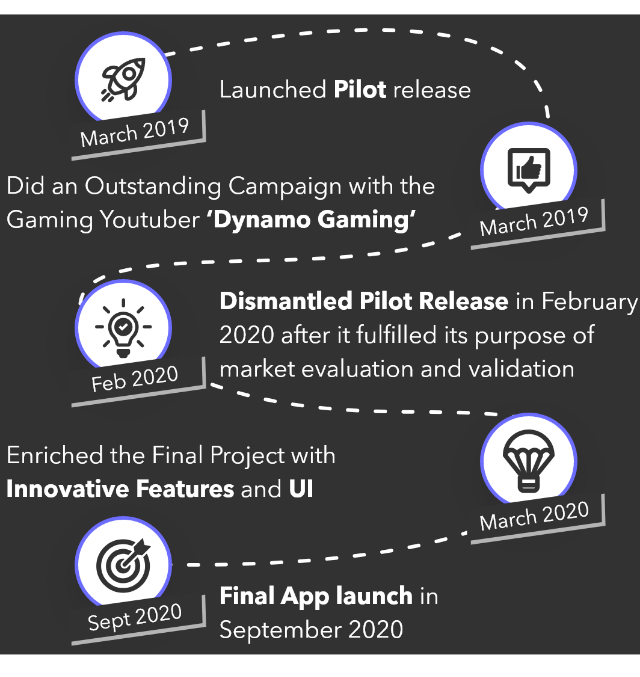 Launched Pilot release
March 2019
Did an Outstanding Campaign with the
Gaming Youtuber ‘Dynamo Gaming’
March 2019
Dismantled Pilot Release in February
2020 after it fulfilled its purpose of
market evaluation and validation
Feb 2020
Enriched the Final Project with
Innovative Features and UI
March 2020
Sept 2020
Final App launch in
September 2020